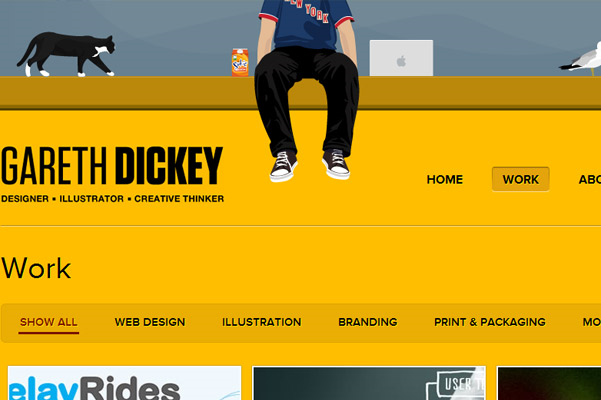 NEW YORK
GARETH DICKEY
DESIGNER ▪ ILLUSTRATOR ▪ CREATIVE THINKER
HOME WORK ABO
Work
SHOW ALL WEB DESIGN ILLUSTRATION BRANDING PRINT & PACKAGING MO
elayRides
USER T